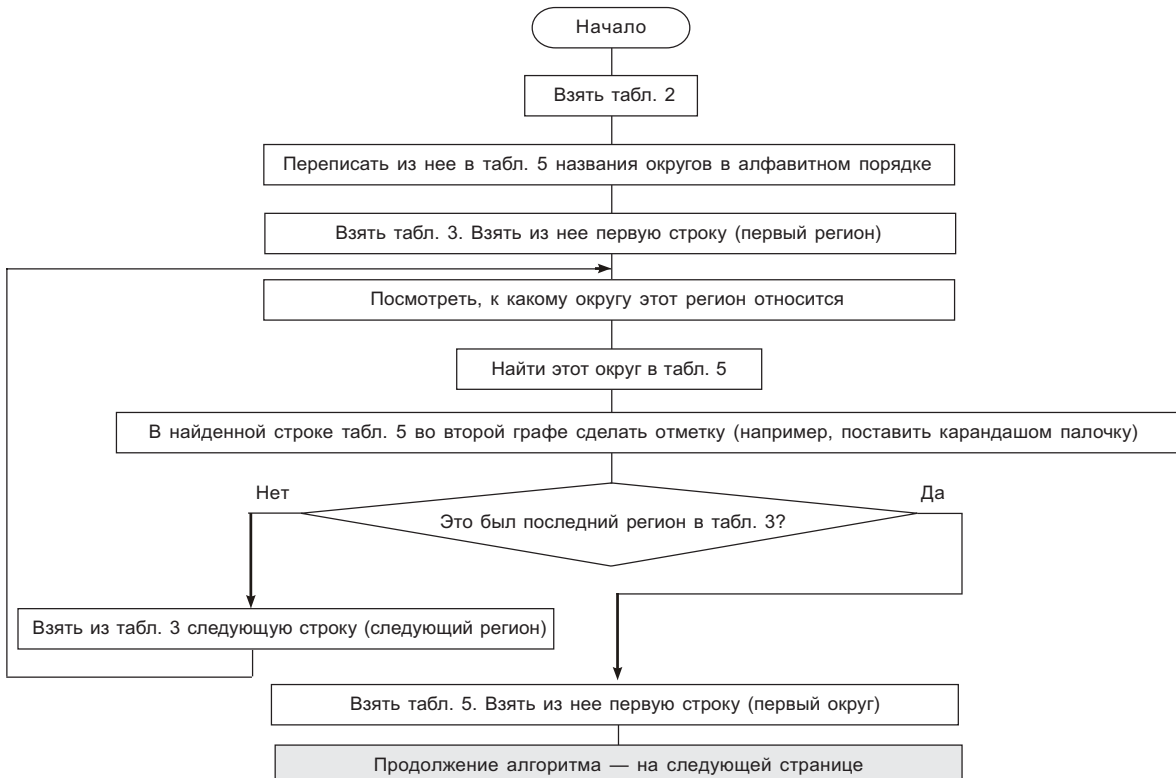 Начало
Взять табл. 2
Переписать из нее в табл. 5 названия округов в алфавитном порядке
Взять табл. 3. Взять из нее первую строку (первый регион)
Посмотреть, к какому округу этот регион относится
Найти этот округ в табл. 5
В найденной строке табл. 5 во второй графе сделать отметку (например, поставить карандашом палочку)
Нет
Да
Это был последний регион в табл. 3?
Взять из табл. 3 следующую строку (следующий регион)
Взять табл. 5. Взять из нее первую строку (первый округ)
Продолжение алгоритма — на следующей странице